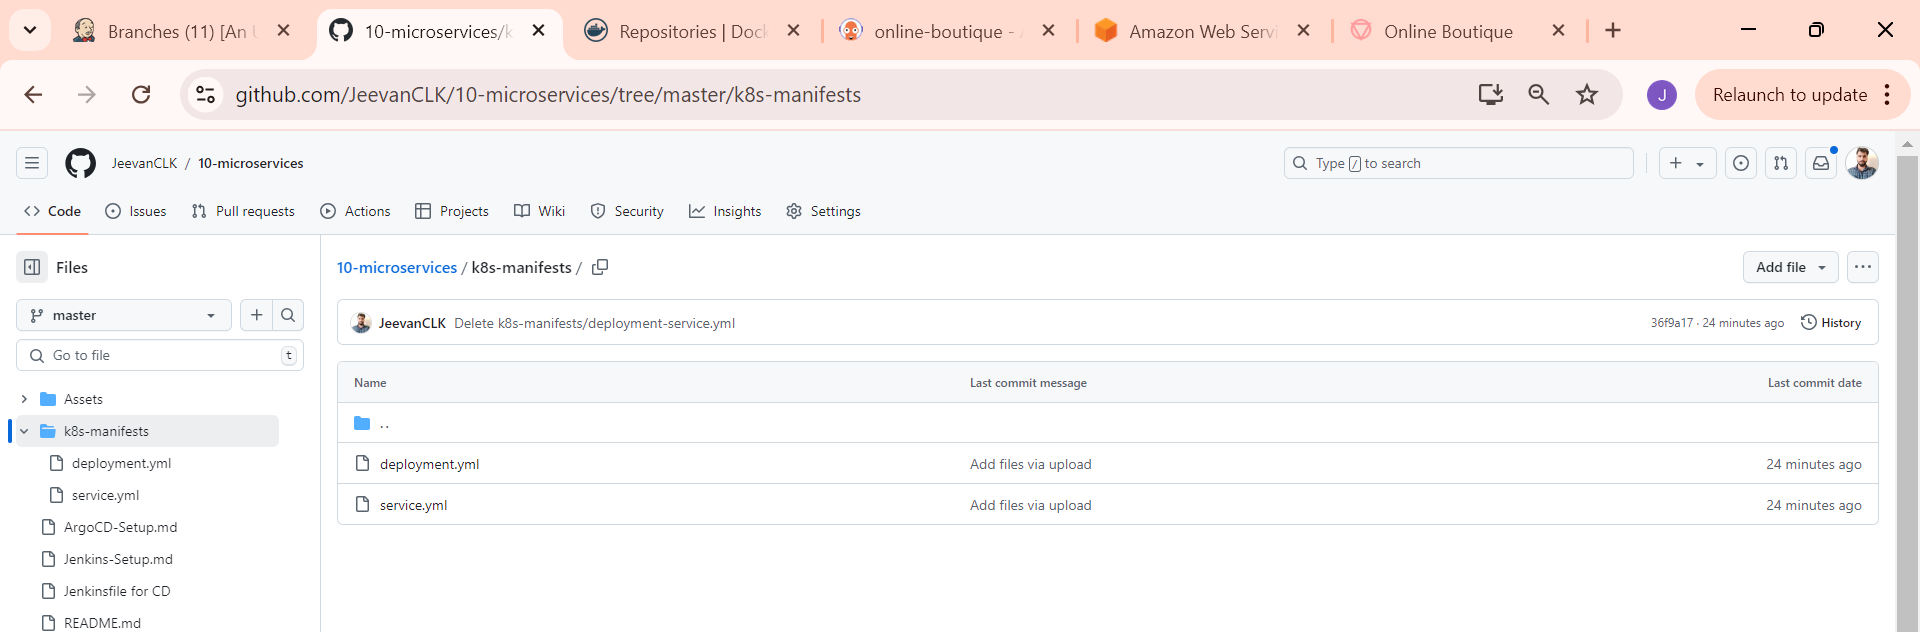 Branches (11) [An
10-microservices/k
Repositories | Doc
online-boutique -
Amazon Web Servi
Online Boutique
github.com/JeevanCLK/10-microservices/tree/master/k8s-manifests
J
Relaunch to update
JeevanCLK / 10-microservices
Type / to search
Code
Issues
Pull requests
Actions
Projects
Wiki
Security
Insights
Settings
Files
10-microservices / k8s-manifests /
Add file
master
JeevanCLK Delete k8s-manifests/deployment-service.yml
36f9a17 · 24 minutes ago
History
Go to file
t
Name
Last commit message
Last commit date
Assets
..
k8s-manifests
deployment.yml
deployment.yml
Add files via upload
24 minutes ago
service.yml
service.yml
Add files via upload
24 minutes ago
ArgoCD-Setup.md
Jenkins-Setup.md
Jenkinsfile for CD
README.md